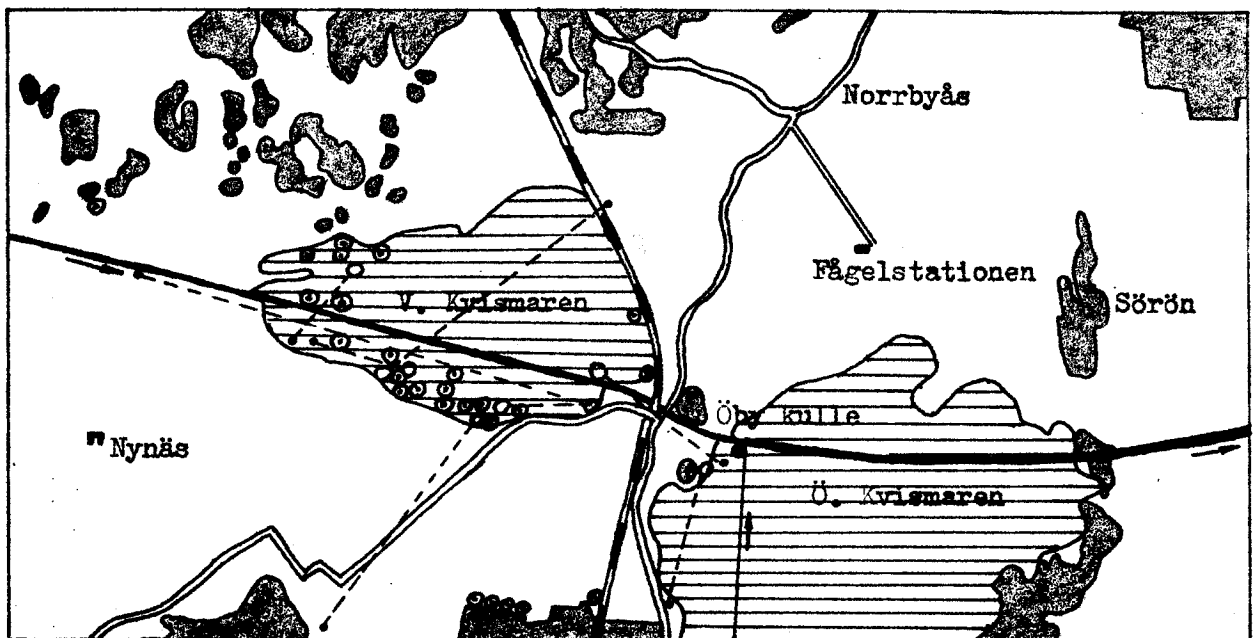 Norrbyås
Fågelstationen
Sörön
V. Kvismaren
Öby kulle
Nynäs
Ö. Kvismaren